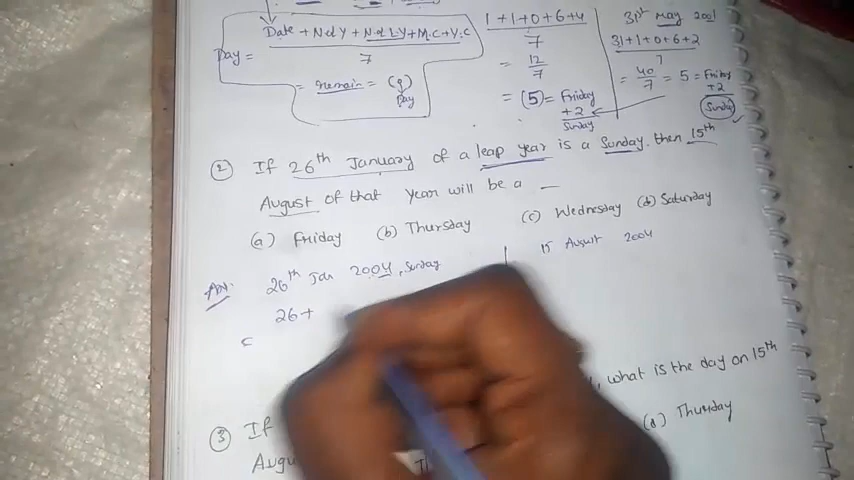 Date + N.d Y + N.d L.Y + M.C + Y.C
Day =
7
= remain = (9)
Day
1 + 1 + 0 + 6 + 4
7
= 12
7
= (5) = Friday
+2
Sunday
31st May 2001
31 + 1 + 0 + 6 + 2
7
= 40
7
= 5 = Friday
+2
Sunday
② If 26th January of a leap year is a Sunday. then 15th
August of that year will be a —
(a) Friday (b) Thursday (c) Wednesday (d) Saturday
An. 26th Jan 2004, Sunday
15 August 2004
26+
③ If
, what is the day on 15th
Augu
(d) Thursday